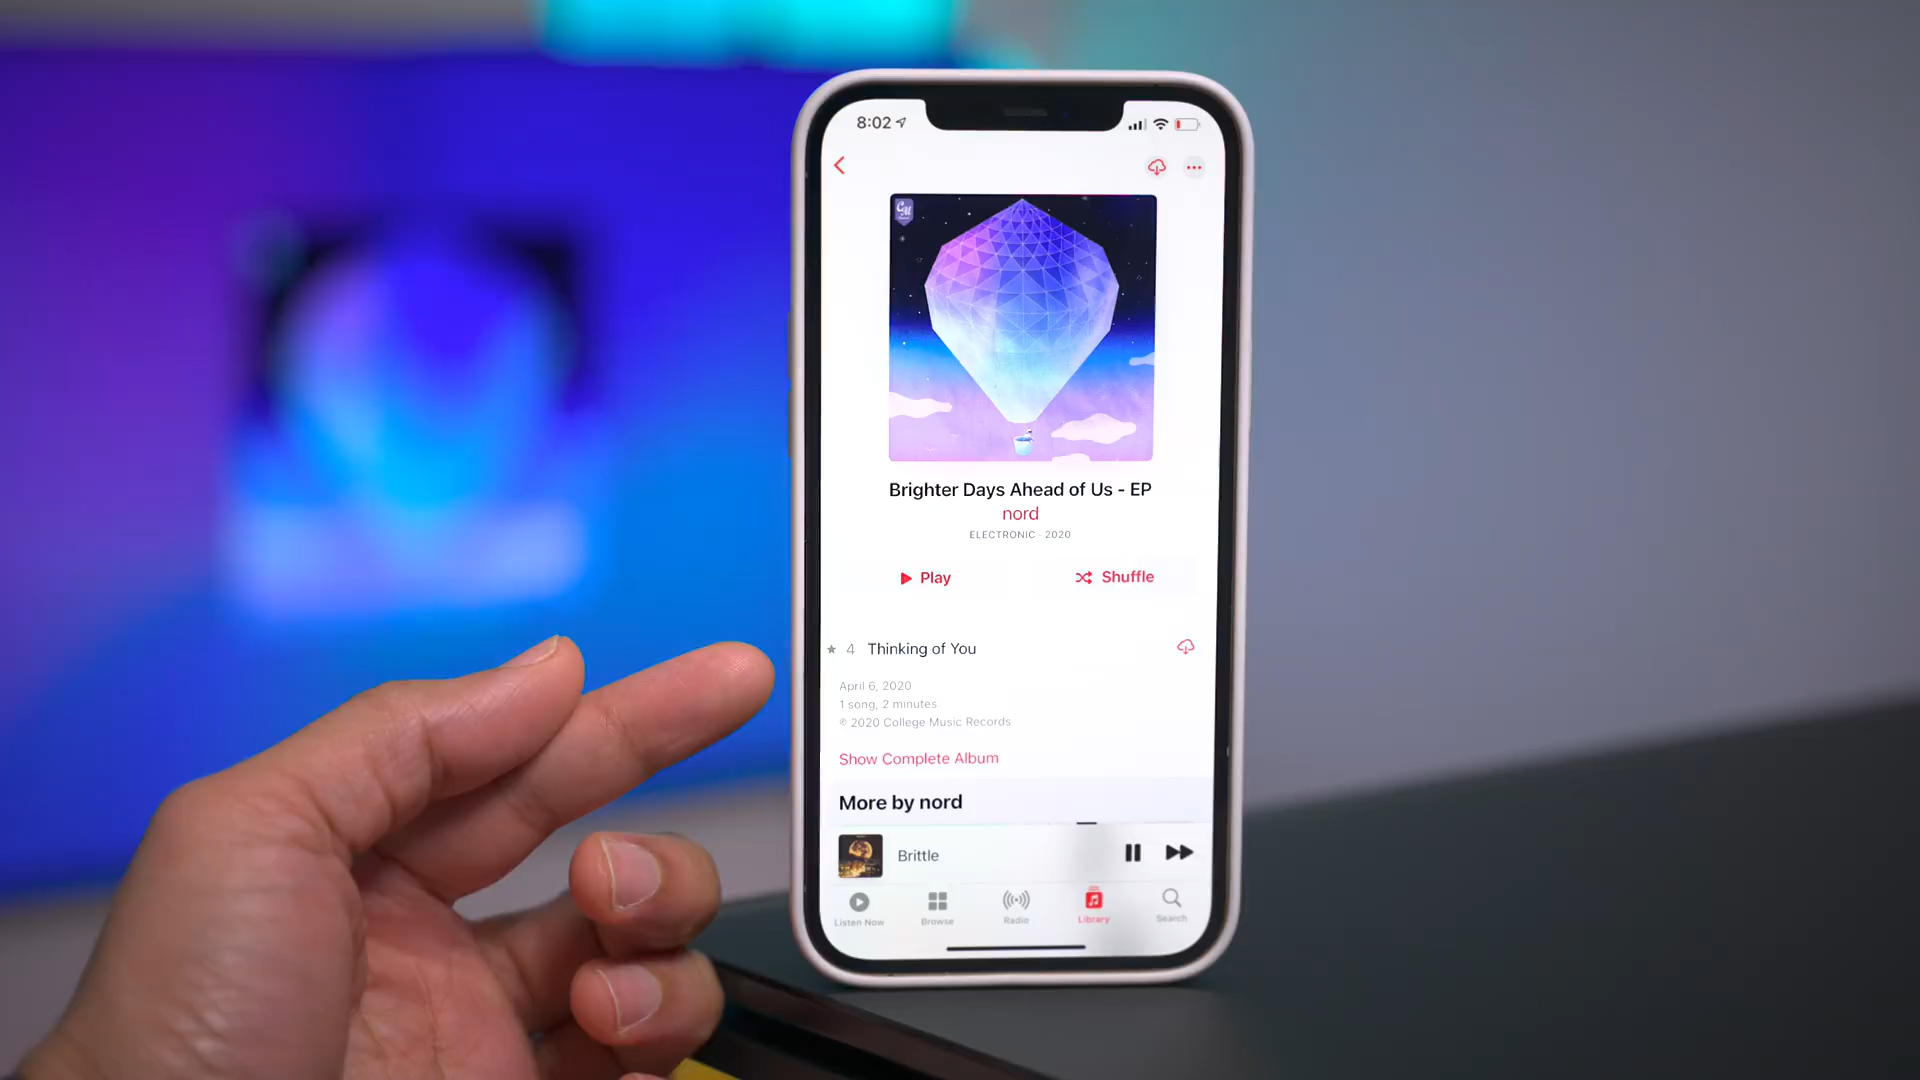 8:02
CM
Brighter Days Ahead of Us - EP
nord
ELECTRONIC · 2020
Play
Shuffle
★ 4 Thinking of You
April 6, 2020
1 song, 2 minutes
℗ 2020 College Music Records
Show Complete Album
More by nord
Brittle
Listen Now
Browse
Radio
Library
Search